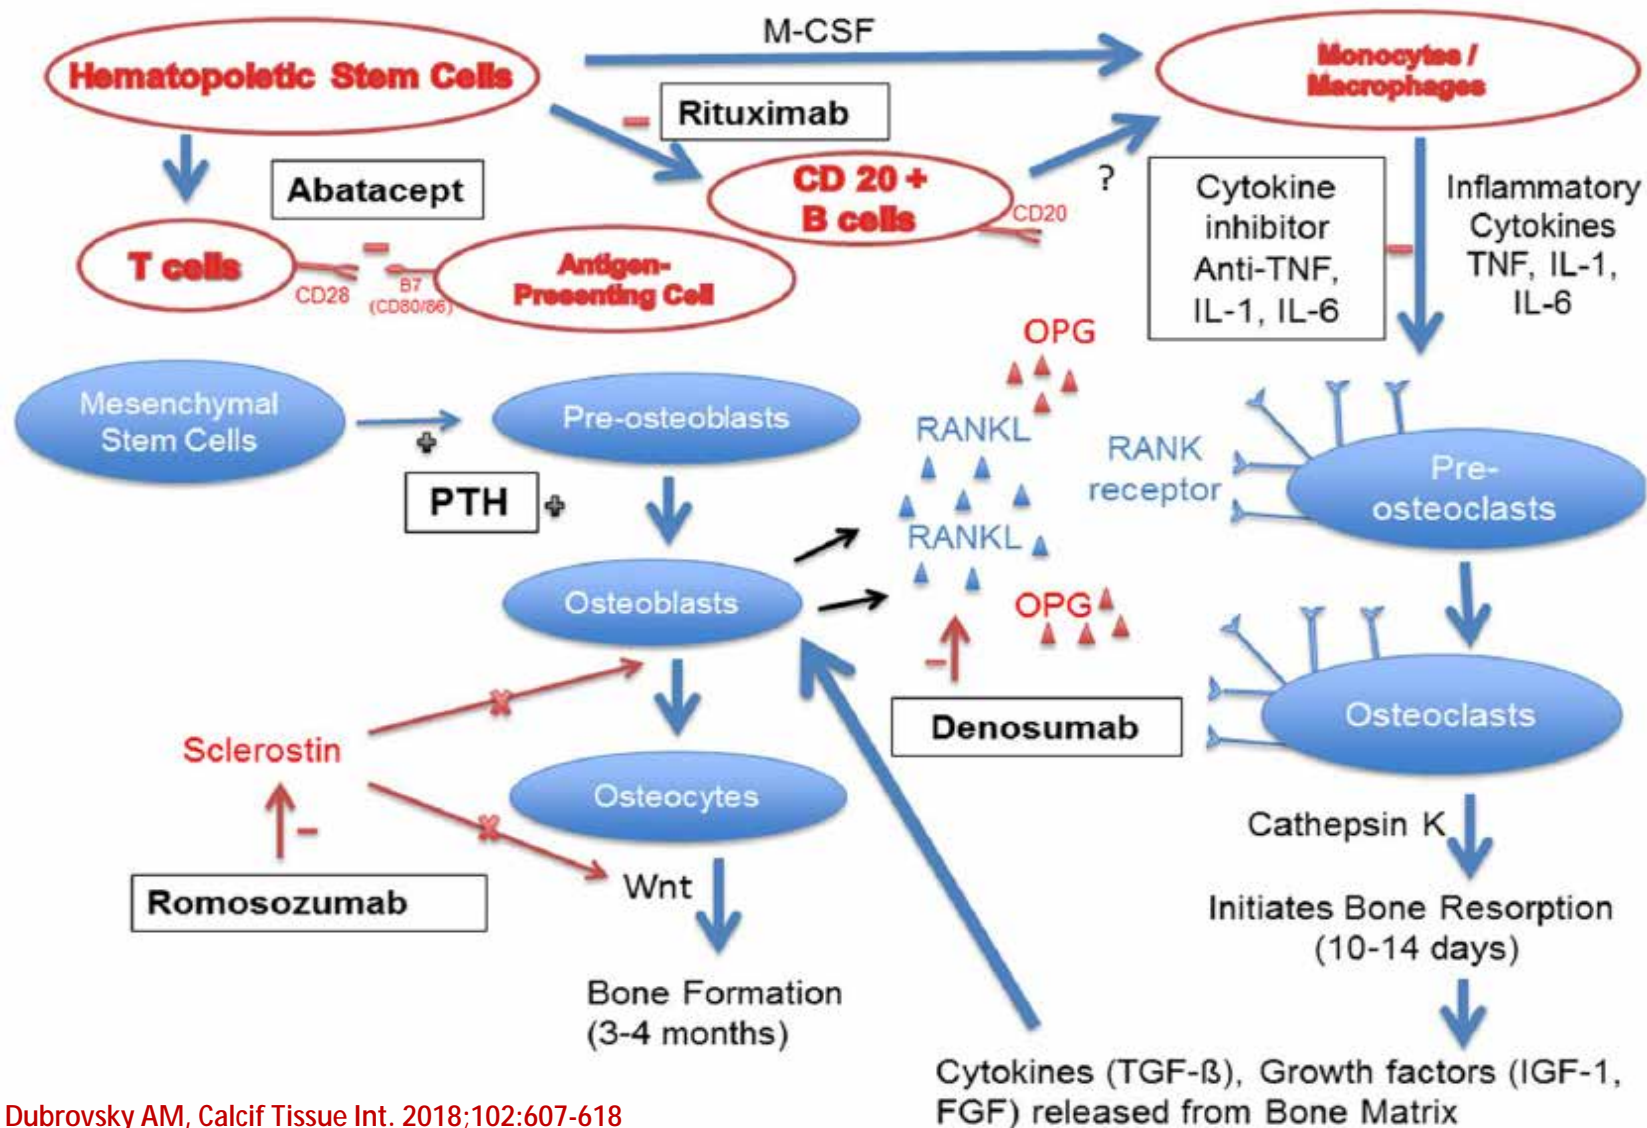 M-CSF
Hematopoietic Stem Cells
Monocytes /
Macrophages
Rituximab
Abatacept
CD 20 +
B cells
CD20
?
T cells
CD28
B7
(CD80/86)
Antigen-
Presenting Cell
Cytokine
inhibitor
Anti-TNF,
IL-1, IL-6
Inflammatory
Cytokines
TNF, IL-1,
IL-6
OPG
Mesenchymal
Stem Cells
Pre-osteoblasts
RANKL
RANK
receptor
Pre-
osteoclasts
PTH
RANKL
Osteoblasts
OPG
Denosumab
Osteoclasts
Sclerostin
Osteocytes
Cathepsin K
Romosozumab
Wnt
Initiates Bone Resorption
(10-14 days)
Bone Formation
(3-4 months)
Cytokines (TGF-ß), Growth factors (IGF-1,
FGF) released from Bone Matrix
Dubrovsky AM, Calcif Tissue Int. 2018;102:607-618